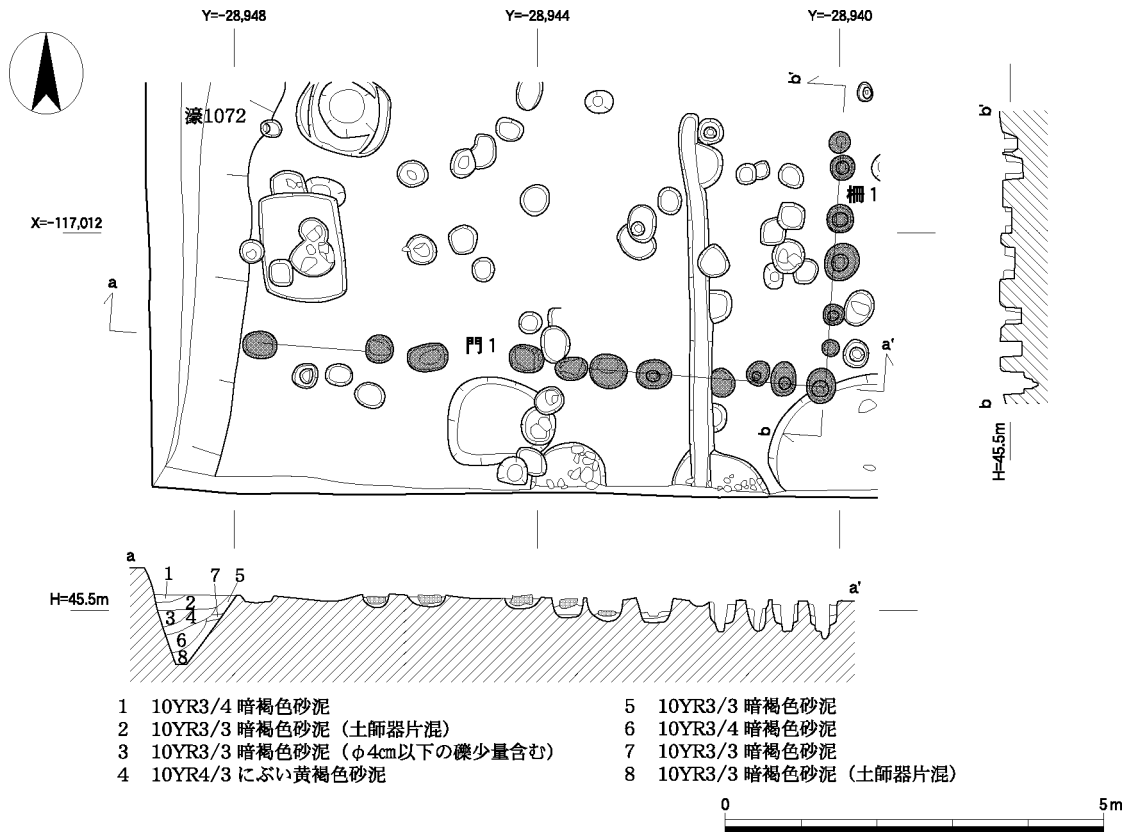 Y=-28,948 Y=-28,944 Y=-28,940
濠1072
b'
b'
柵1
X=-117,012
a
門1
a'
b
b
H=45.5m
a
1 7 5
a'
H=45.5m
2
3 4
6
8
1 10YR3/4 暗褐色砂泥
2 10YR3/3 暗褐色砂泥（土師器片混）
3 10YR3/3 暗褐色砂泥（φ4㎝以下の礫少量含む）
4 10YR4/3 にぶい黄褐色砂泥
5 10YR3/3 暗褐色砂泥
6 10YR3/4 暗褐色砂泥
7 10YR3/3 暗褐色砂泥
8 10YR3/3 暗褐色砂泥（土師器片混）
0 5m